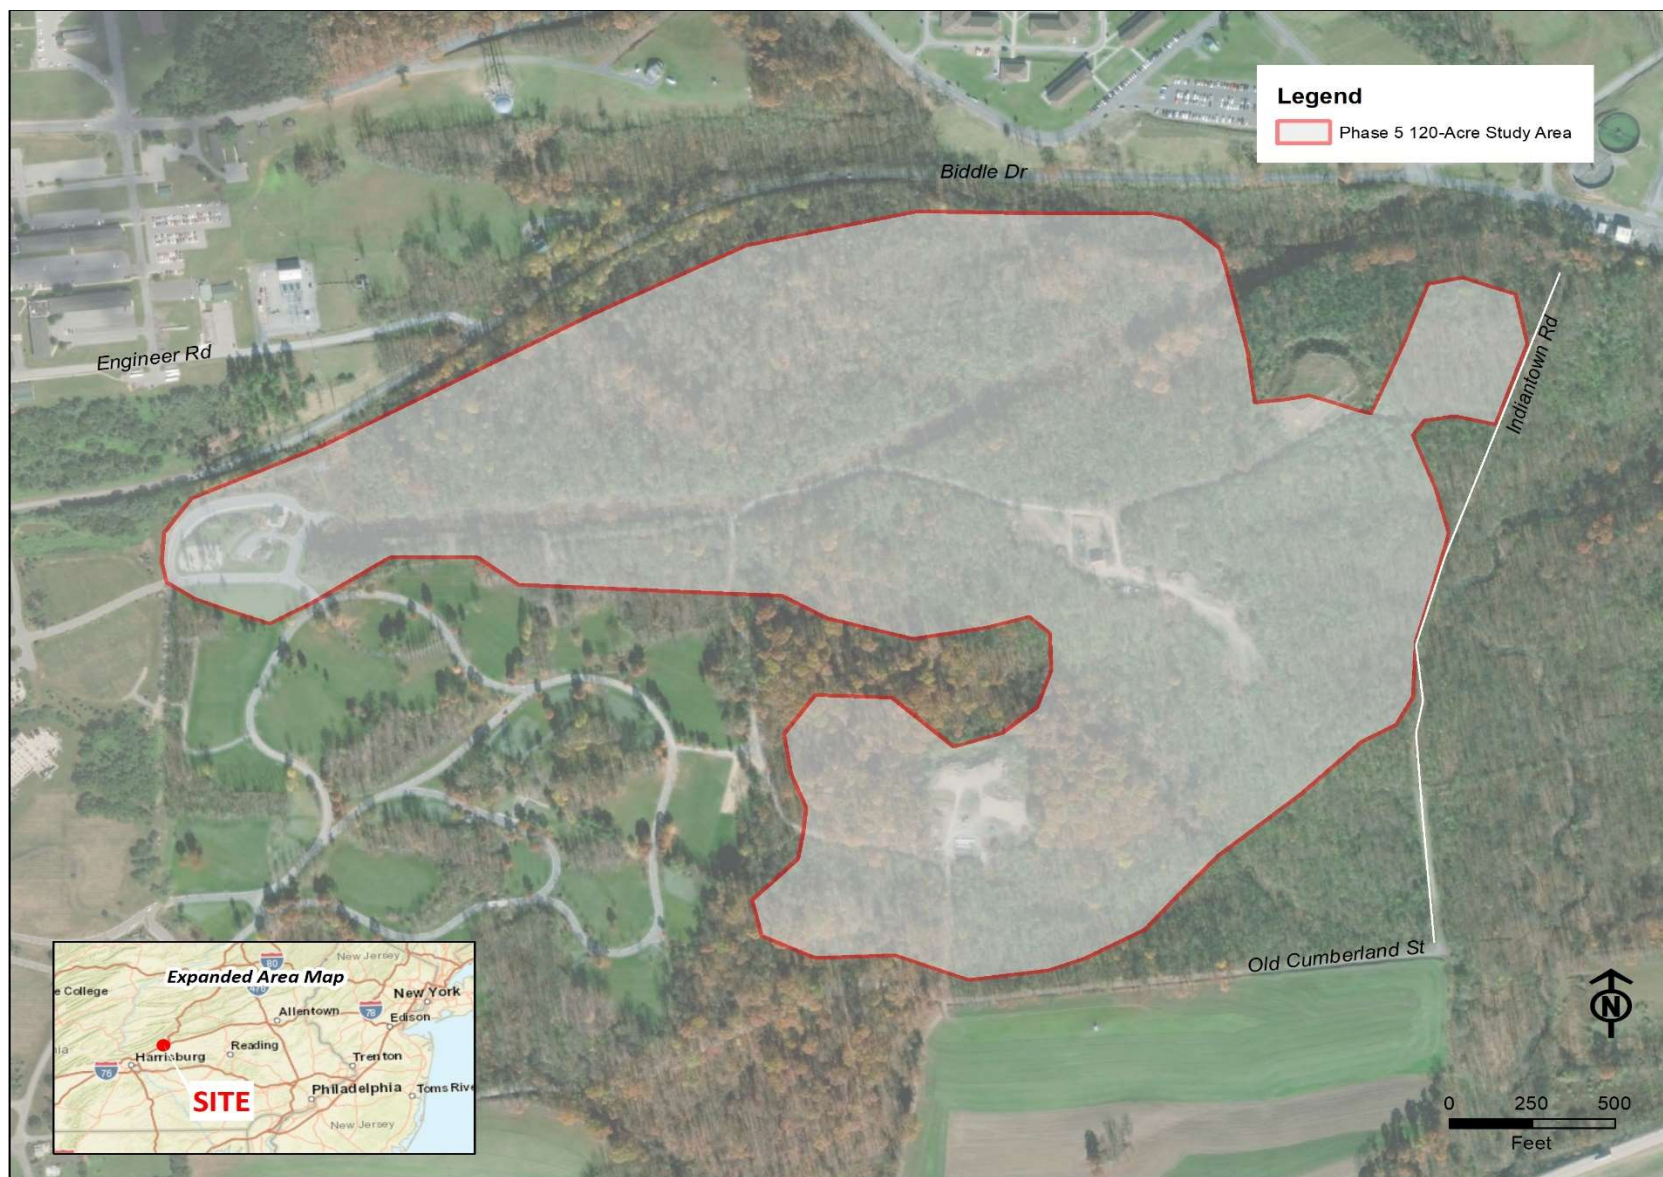 Legend
Phase 5 120-Acre Study Area
Biddle Dr
Engineer Rd
Indiantown Rd
Old Cumberland St
Expanded Area Map
New Jersey
80
476
e College
New York
Allentown
78
Edison
Reading
Harrisburg
76
Trenton
SITE
Philadelphia
Toms Rive
New Jersey
N
0 250 500
Feet